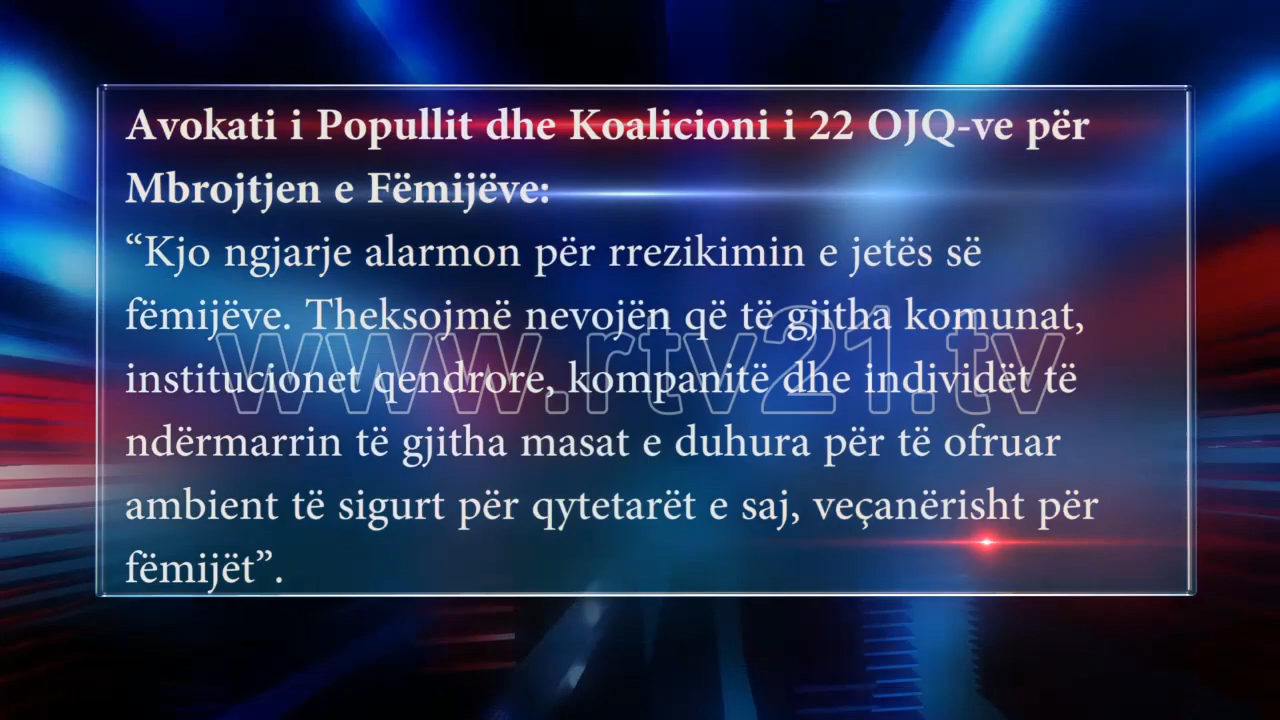 Avokati i Popullit dhe Koalicioni i 22 OJQ-ve për
Mbrojtjen e Fëmijëve:
“Kjo ngjarje alarmon për rrezikimin e jetës së
fëmijëve. Theksojmë nevojën që të gjitha komunat,
institucionet qendrore, kompanitë dhe individët të
ndërmarrin të gjitha masat e duhura për të ofruar
ambient të sigurt për qytetarët e saj, veçanërisht për
fëmijët”.
www.rtv21.tv